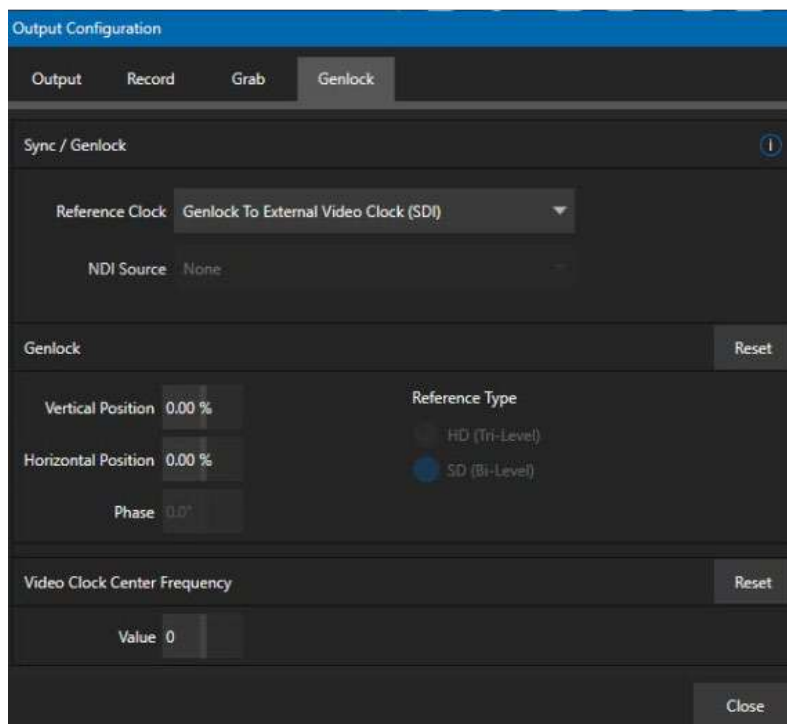 Output Configuration
Output Record Grab Genlock
Sync / Genlock
i
Reference Clock Genlock To External Video Clock (SDI)
NDI Source None
Genlock Reset
Vertical Position 0.00 % Reference Type
HD (Tri-Level)
Horizontal Position 0.00 %
SD (Bi-Level)
Phase 0.0°
Video Clock Center Frequency Reset
Value 0
Close